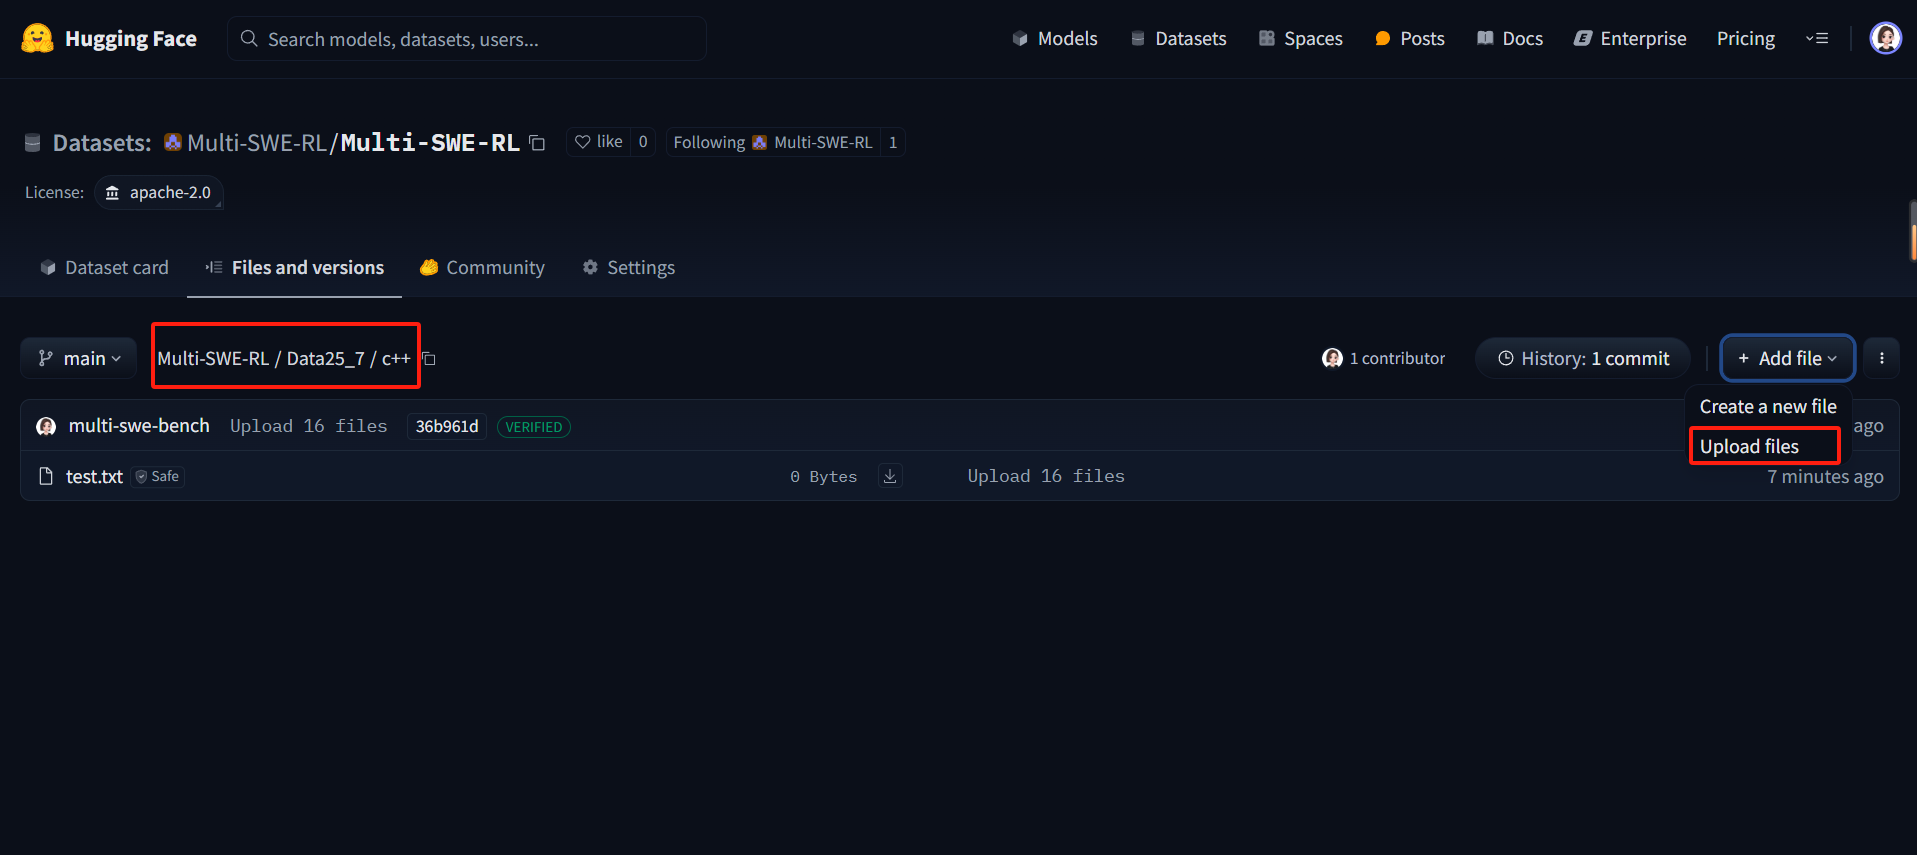 Hugging Face
Search models, datasets, users...
Models
Datasets
Spaces
Posts
Docs
Enterprise
Pricing
Datasets: Multi-SWE-RL/Multi-SWE-RL
like 0
Following Multi-SWE-RL 1
License: apache-2.0
Dataset card
Files and versions
Community
Settings
main
Multi-SWE-RL / Data25_7 / c++
1 contributor
History: 1 commit
+ Add file
Create a new file
Upload files
multi-swe-bench Upload 16 files 36b961d VERIFIED ago
test.txt Safe 0 Bytes Upload 16 files 7 minutes ago